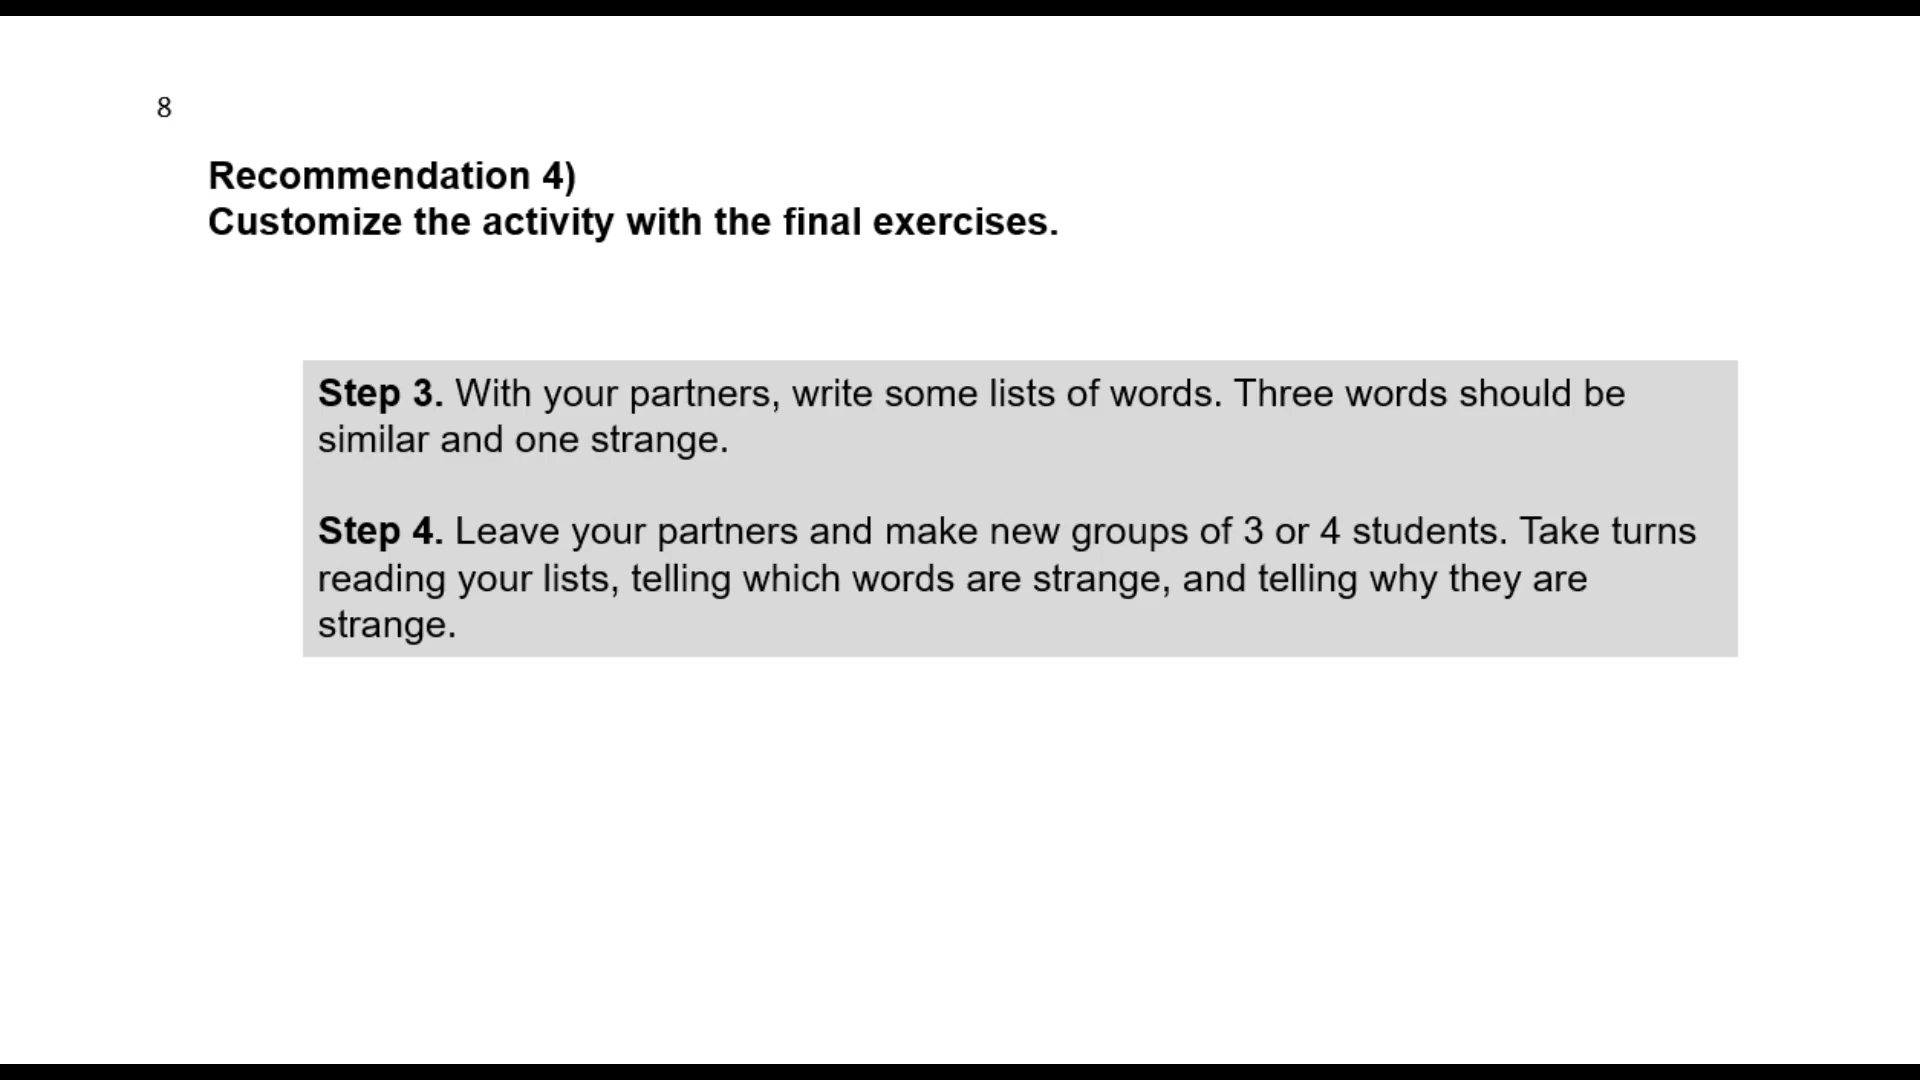 8
Recommendation 4)
Customize the activity with the final exercises.
Step 3. With your partners, write some lists of words. Three words should be
similar and one strange.
Step 4. Leave your partners and make new groups of 3 or 4 students. Take turns
reading your lists, telling which words are strange, and telling why they are
strange.